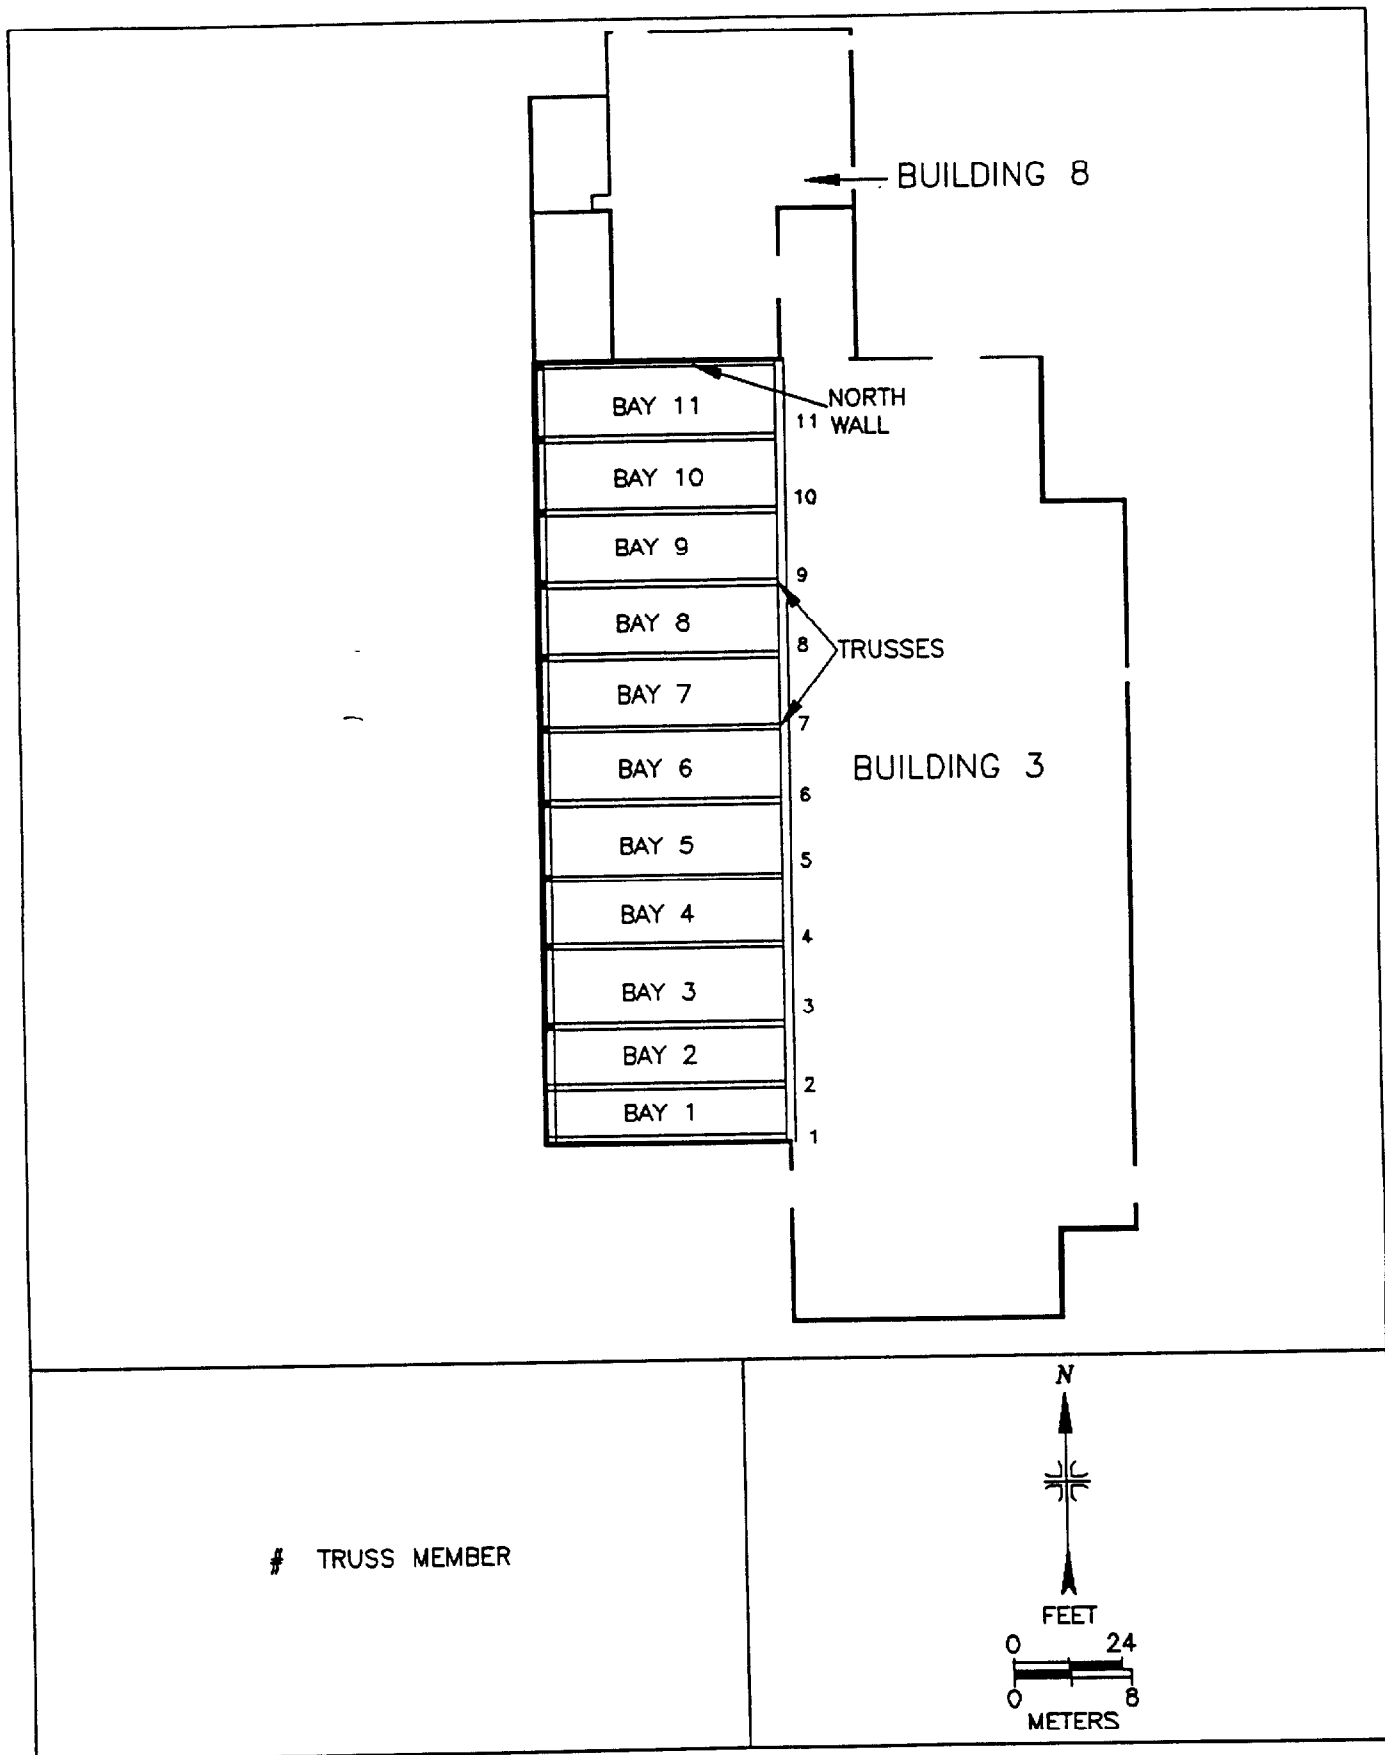 BUILDING 8
NORTH
WALL
BAY 11
11
BAY 10
10
BAY 9
9
BAY 8
8
TRUSSES
BAY 7
7
BUILDING 3
BAY 6
6
BAY 5
5
BAY 4
4
BAY 3
3
BAY 2
2
BAY 1
1
# TRUSS MEMBER
N
FEET
0 24
0 8
METERS